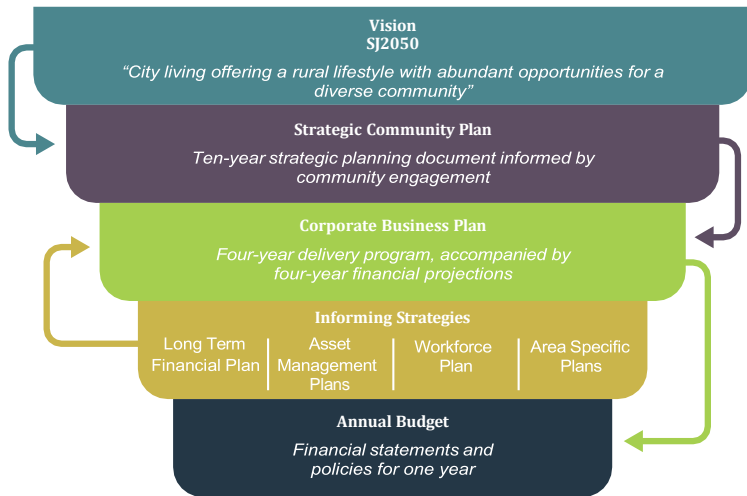 Vision
SJ2050
“City living offering a rural lifestyle with abundant opportunities for a
diverse community”
Strategic Community Plan
Ten-year strategic planning document informed by
community engagement
Corporate Business Plan
Four-year delivery program, accompanied by
four-year financial projections
Informing Strategies
Long Term
Financial Plan
Asset
Management
Plans
Workforce
Plan
Area Specific
Plans
Annual Budget
Financial statements and
policies for one year